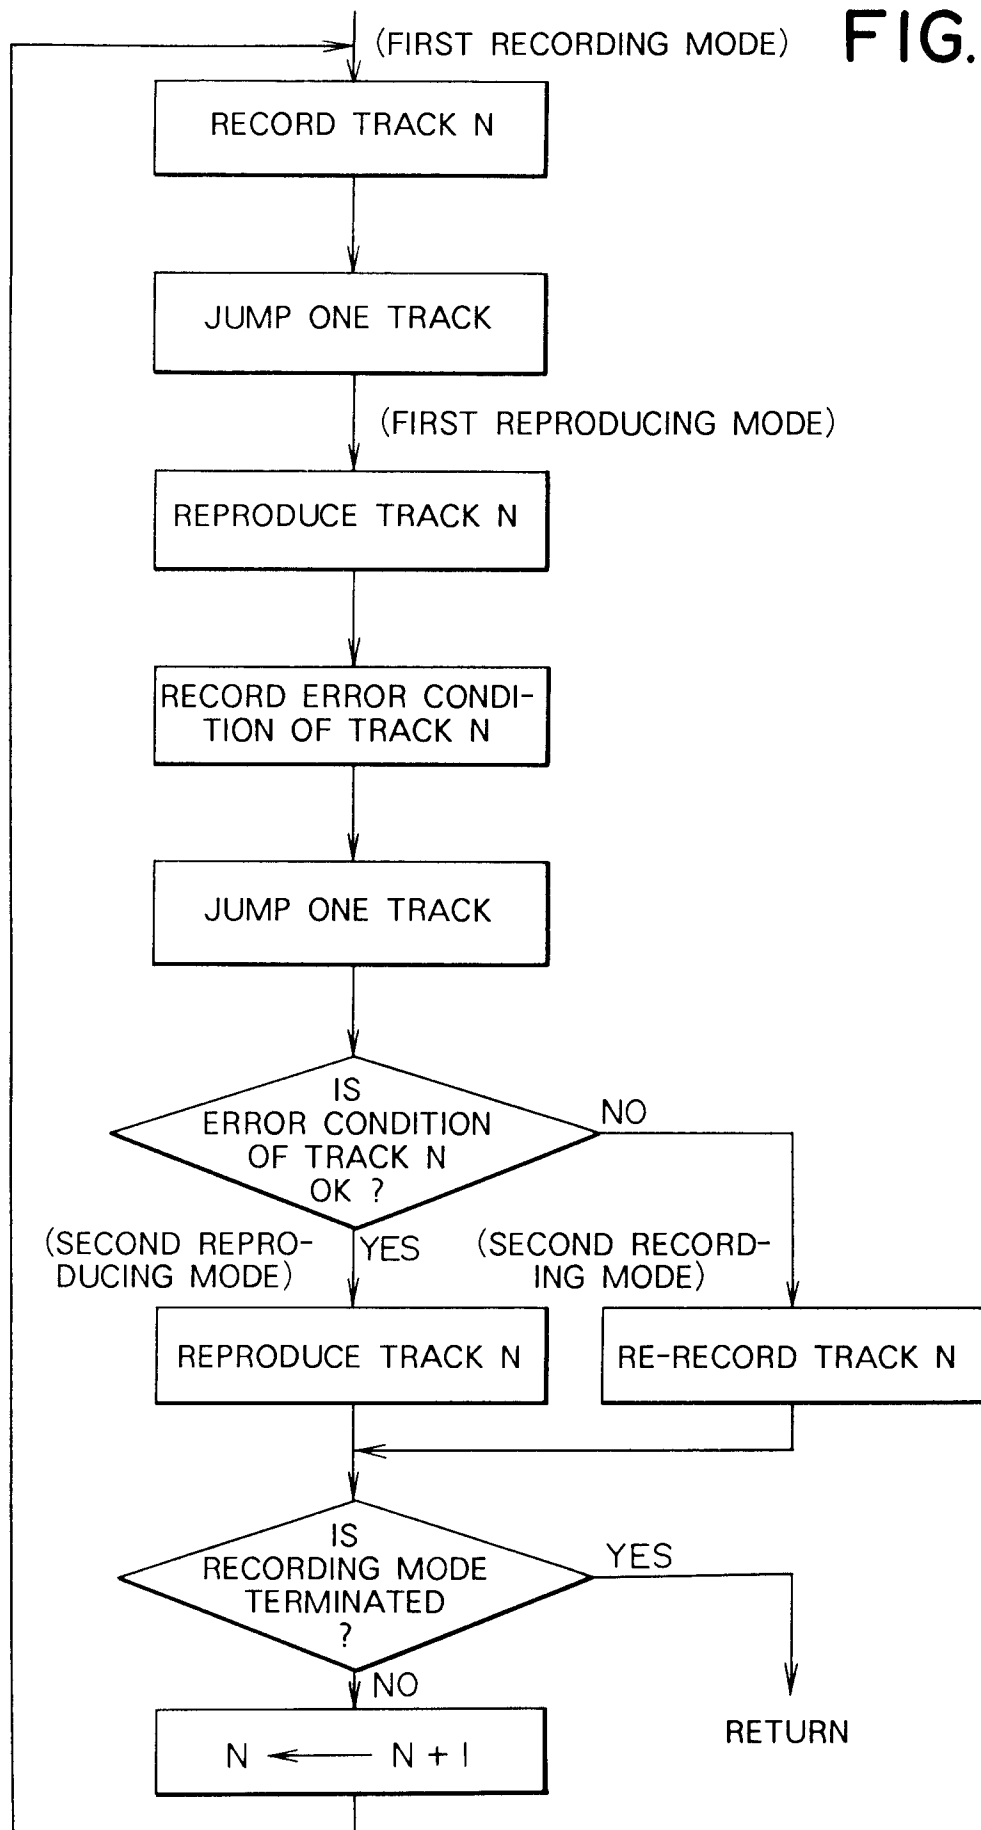 FIG.
(FIRST RECORDING MODE)
RECORD TRACK N
JUMP ONE TRACK
(FIRST REPRODUCING MODE)
REPRODUCE TRACK N
RECORD ERROR CONDI-
TION OF TRACK N
JUMP ONE TRACK
IS
ERROR CONDITION
OF TRACK N
OK ?
NO
YES
(SECOND REPRO-
DUCING MODE)
(SECOND RECORD-
ING MODE)
REPRODUCE TRACK N
RE-RECORD TRACK N
IS
RECORDING MODE
TERMINATED
?
YES
NO
RETURN
N ← N + 1